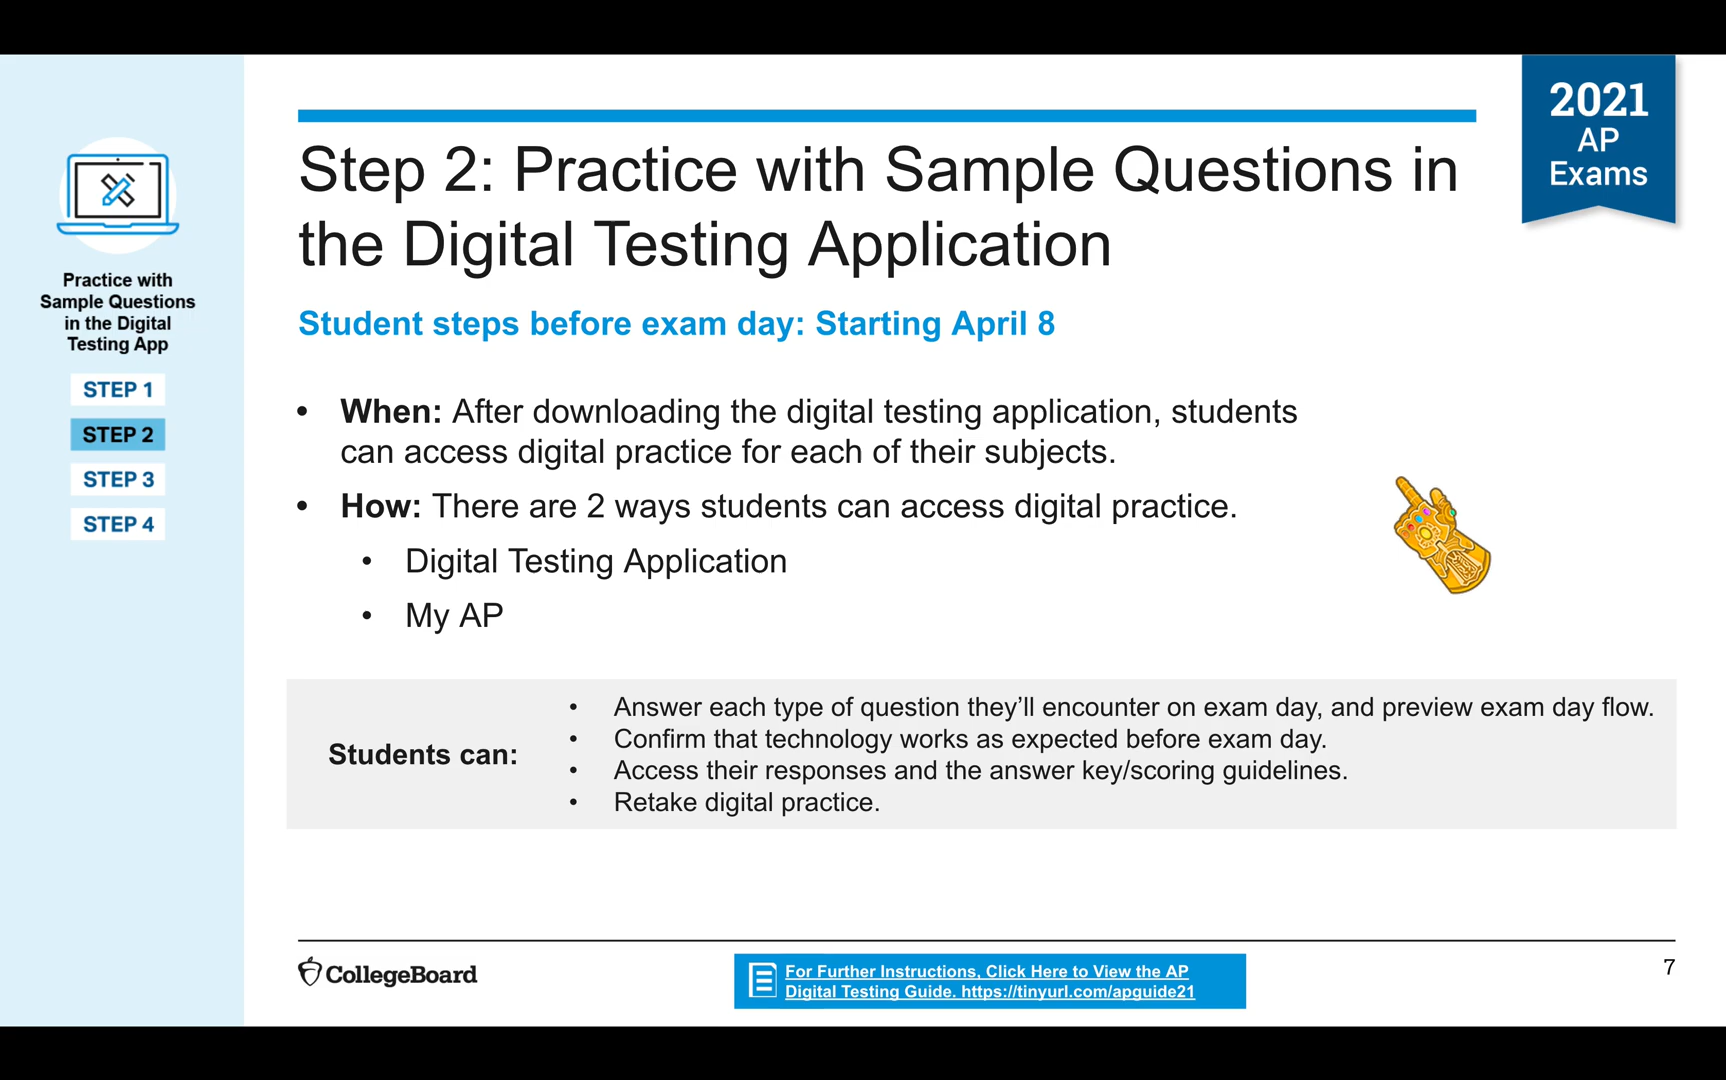 2021
AP
Exams
Step 2: Practice with Sample Questions in
the Digital Testing Application
Practice with
Sample Questions
in the Digital
Testing App
STEP 1
STEP 2
STEP 3
STEP 4
Student steps before exam day: Starting April 8
• When: After downloading the digital testing application, students
can access digital practice for each of their subjects.
• How: There are 2 ways students can access digital practice.
• Digital Testing Application
• My AP
Students can:
• Answer each type of question they’ll encounter on exam day, and preview exam day flow.
• Confirm that technology works as expected before exam day.
• Access their responses and the answer key/scoring guidelines.
• Retake digital practice.
CollegeBoard
For Further Instructions, Click Here to View the AP
Digital Testing Guide. https://tinyurl.com/apguide21
7